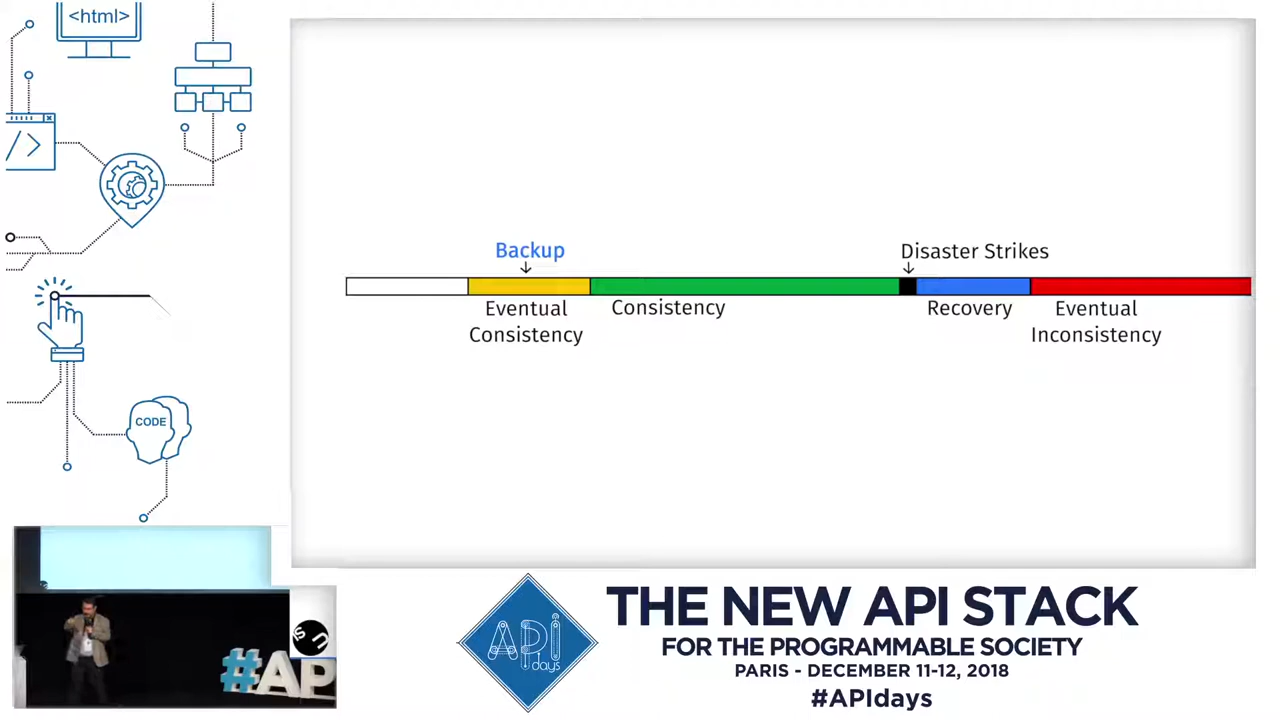 <html>
/>
CODE
Backup
Disaster Strikes
Eventual
Consistency
Consistency
Recovery
Eventual
Inconsistency
#AP
API
days
THE NEW API STACK
FOR THE PROGRAMMABLE SOCIETY
PARIS - DECEMBER 11-12, 2018
#APIdays